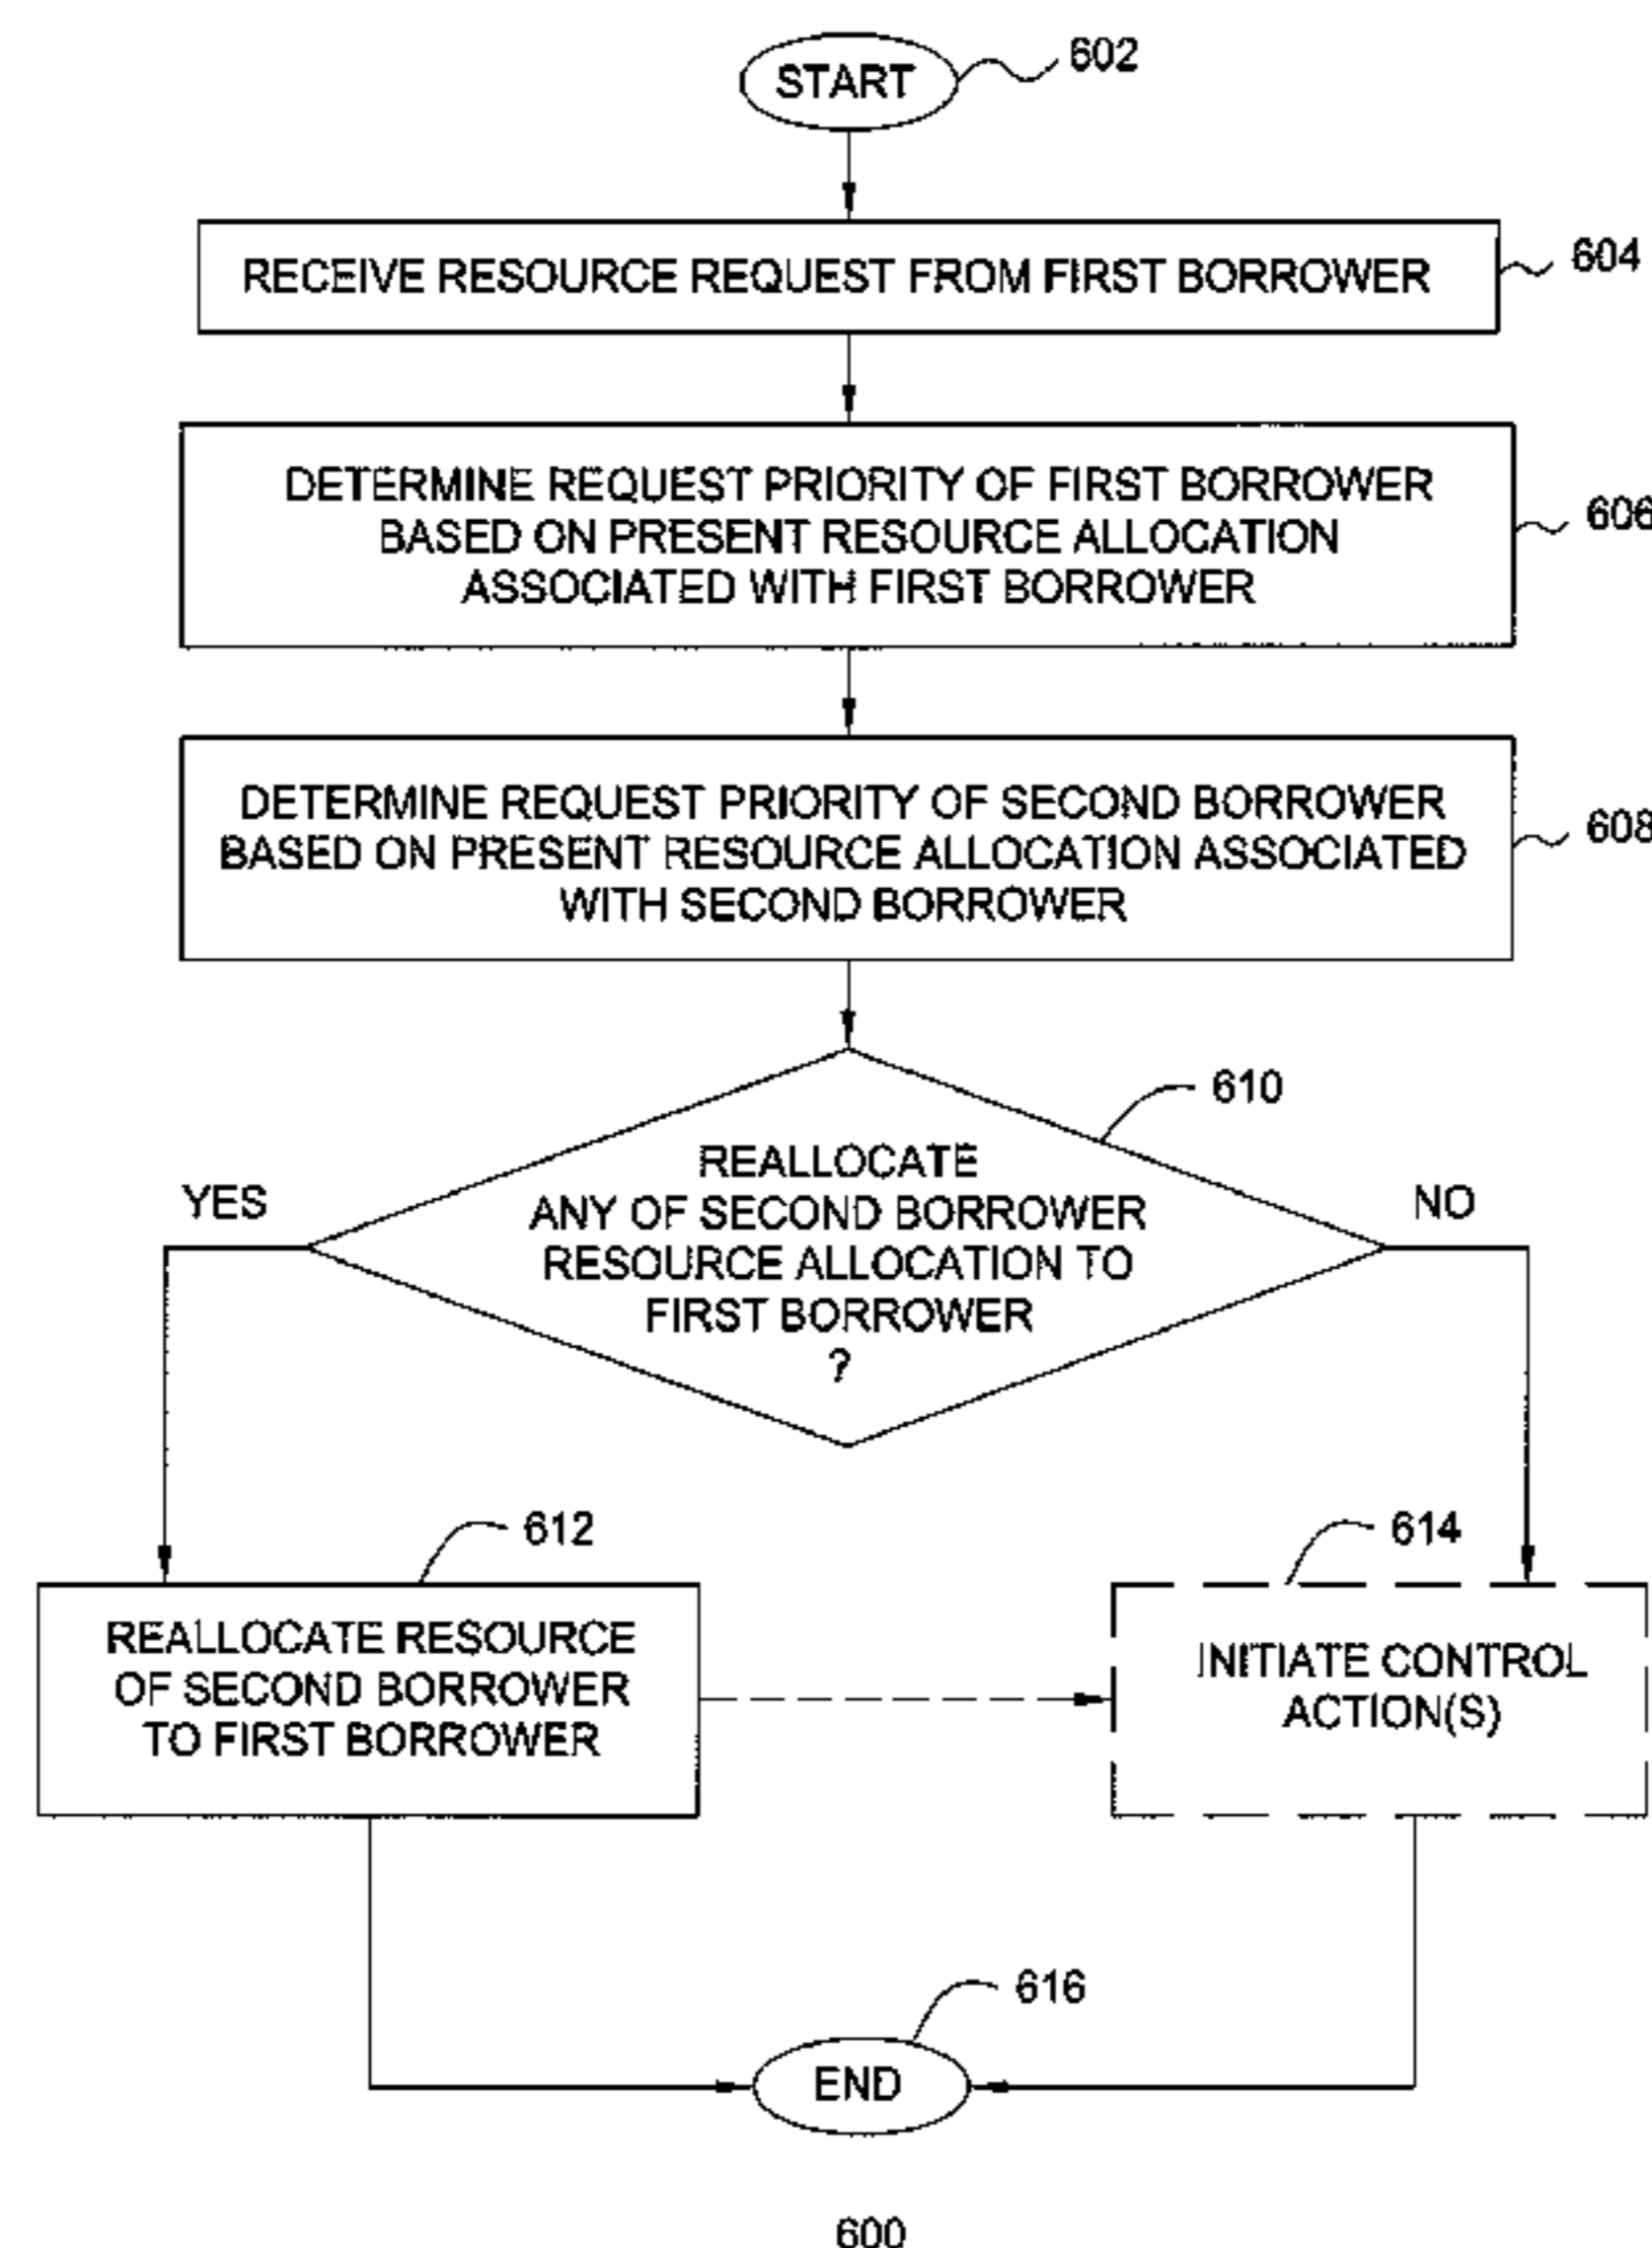 START
602
RECEIVE RESOURCE REQUEST FROM FIRST BORROWER
604
DETERMINE REQUEST PRIORITY OF FIRST BORROWER
BASED ON PRESENT RESOURCE ALLOCATION
ASSOCIATED WITH FIRST BORROWER
606
DETERMINE REQUEST PRIORITY OF SECOND BORROWER
BASED ON PRESENT RESOURCE ALLOCATION ASSOCIATED
WITH SECOND BORROWER
608
610
REALLOCATE
ANY OF SECOND BORROWER
RESOURCE ALLOCATION TO
FIRST BORROWER
?
YES
NO
612
REALLOCATE RESOURCE
OF SECOND BORROWER
TO FIRST BORROWER
614
INITIATE CONTROL
ACTION(S)
616
END
600